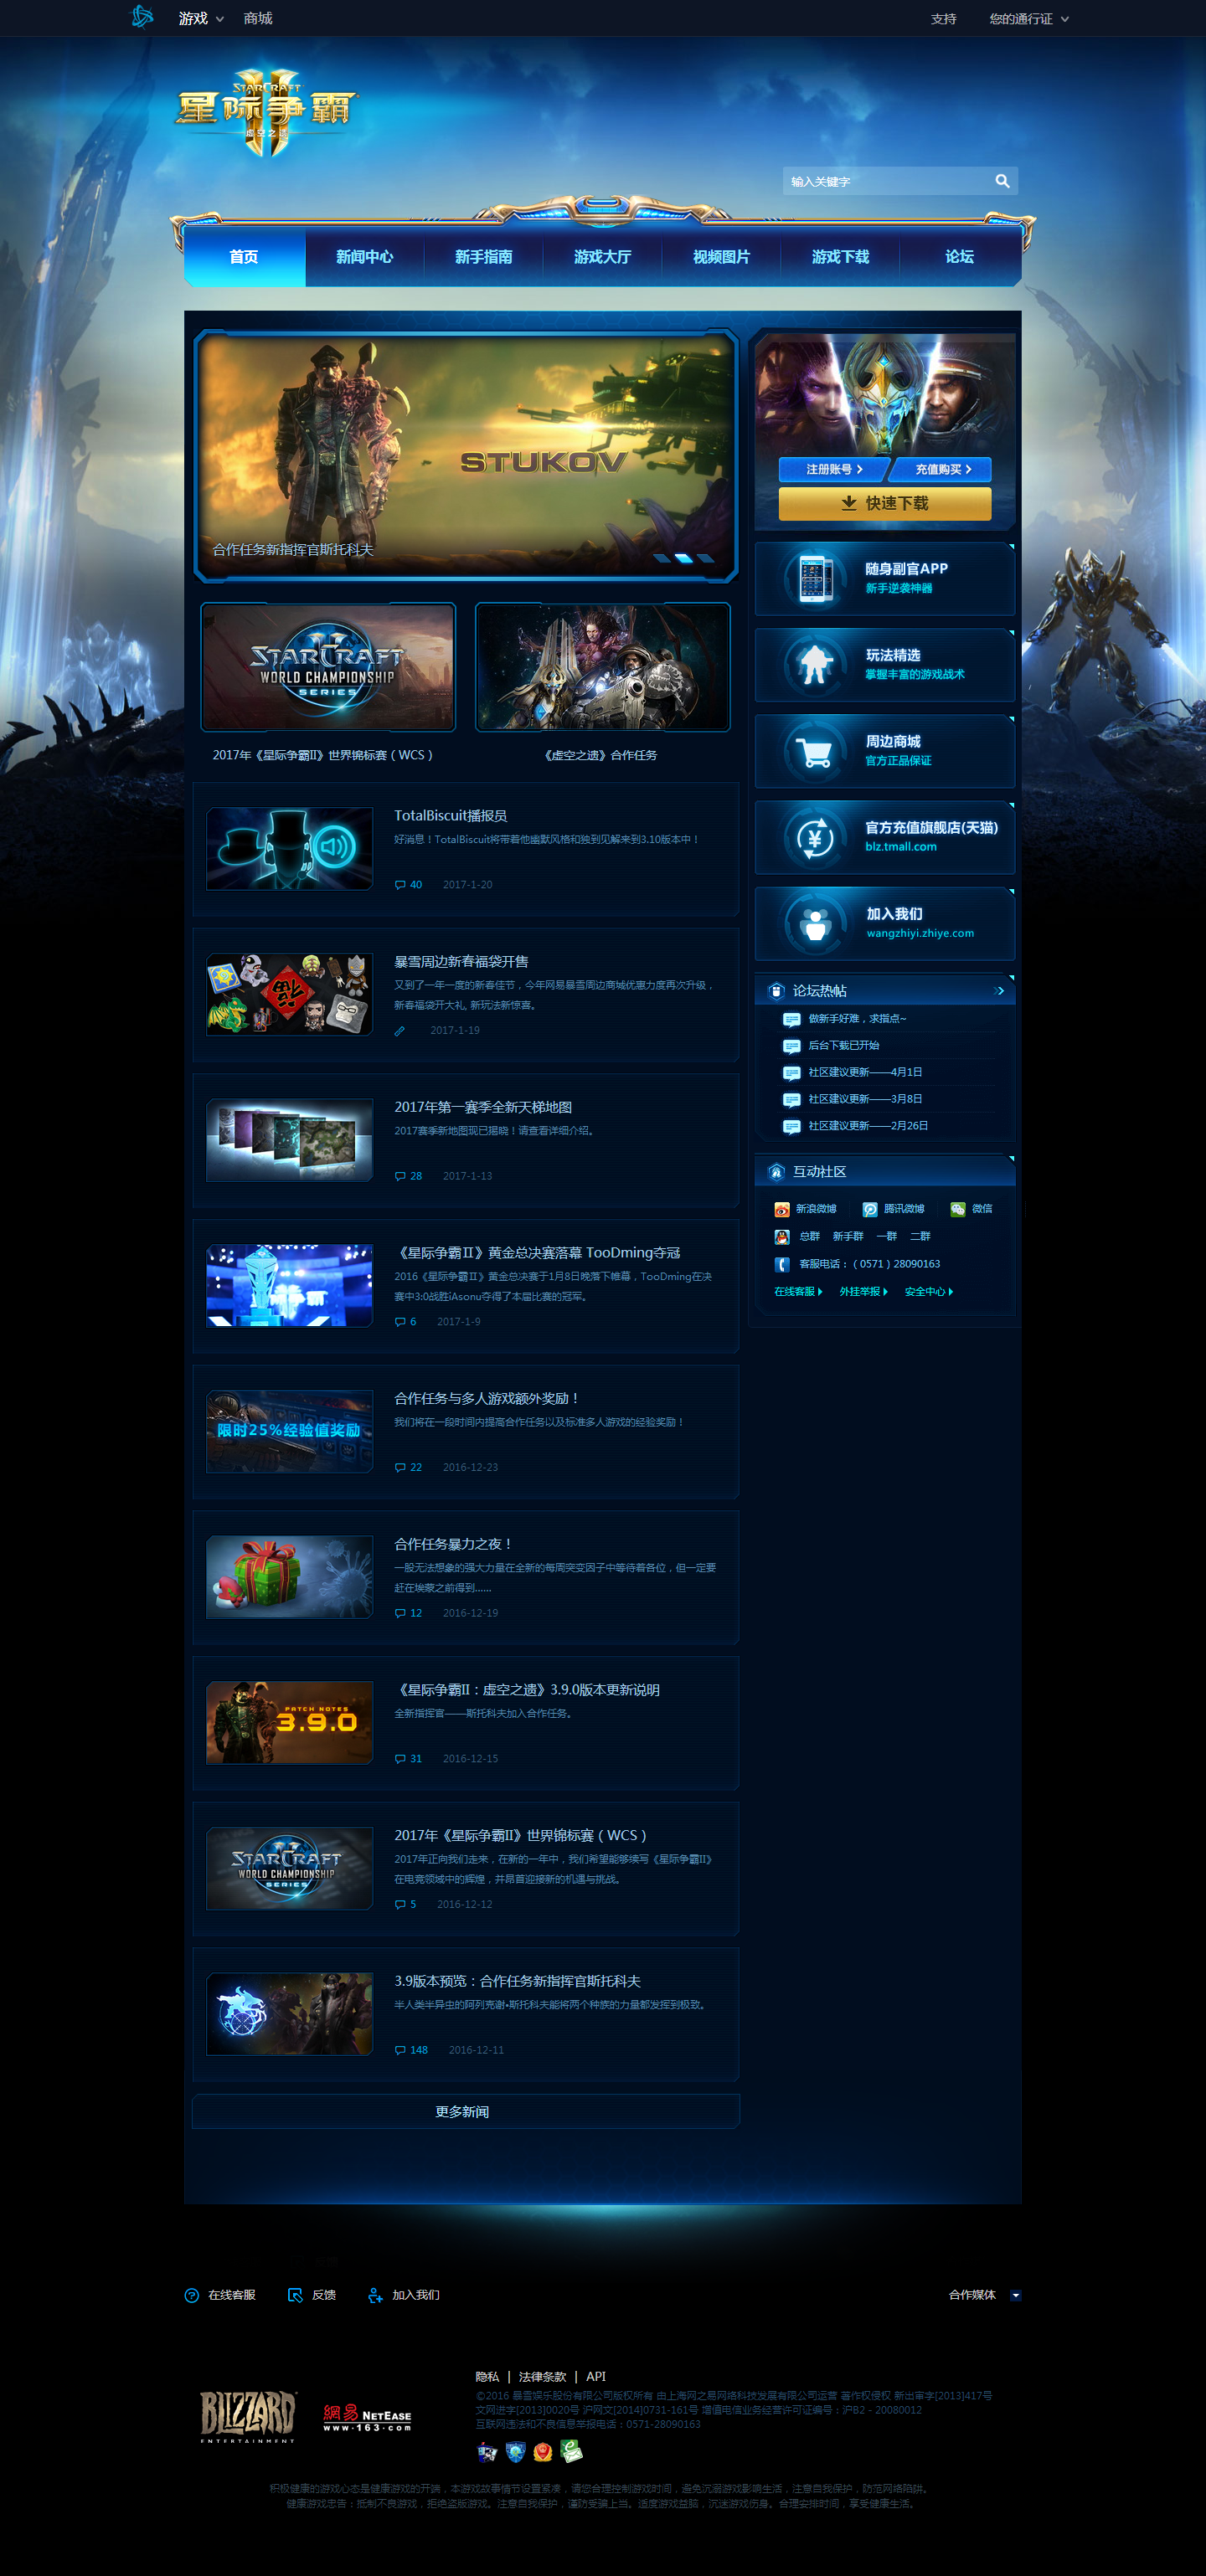 游戏 商城 支持 您的通行证
STARCRAFT
II
星际争霸
虚空之遗
输入关键字
首页 新闻中心 新手指南 游戏大厅 视频图片 游戏下载 论坛
STUKOV
合作任务新指挥官斯托科夫
注册账号 充值购买
快速下载
随身副官APP
新手逆袭神器
玩法精选
掌握丰富的游戏战术
周边商城
官方正品保证
官方充值旗舰店(天猫)
blz.tmall.com
加入我们
wangzhiyi.zhiye.com
STARCRAFT
II
WORLD CHAMPIONSHIP
SERIES
2017年《星际争霸II》世界锦标赛（WCS） 《虚空之遗》合作任务
TotalBiscuit播报员
好消息！TotalBiscuit将带着他幽默风格和独到见解来到3.10版本中！
40 2017-1-20
福
暴雪周边新春福袋开售
又到了一年一度的新春佳节，今年网易暴雪周边商城优惠力度再次升级，
新春福袋开大礼, 新玩法新惊喜。
2017-1-19
论坛热帖
做新手好难，求指点~
后台下载已开始
社区建议更新——4月1日
社区建议更新——3月8日
社区建议更新——2月26日
2017年第一赛季全新天梯地图
2017赛季新地图现已揭晓！请查看详细介绍。
28 2017-1-13
互动社区
新浪微博 腾讯微博 微信
总群 新手群 一群 二群
客服电话：（0571）28090163
在线客服 外挂举报 安全中心
《星际争霸II》黄金总决赛落幕 TooDming夺冠
2016《星际争霸II》黄金总决赛于1月8日晚落下帷幕，TooDming在决
赛中3:0战胜iAsonu夺得了本届比赛的冠军。
6 2017-1-9
限时25%经验值奖励
合作任务与多人游戏额外奖励！
我们将在一段时间内提高合作任务以及标准多人游戏的经验奖励！
22 2016-12-23
合作任务暴力之夜！
一股无法想象的强大力量在全新的每周突变因子中等待着各位，但一定要
赶在埃蒙之前得到......
12 2016-12-19
PATCH NOTES
3.9.0
《星际争霸II：虚空之遗》3.9.0版本更新说明
全新指挥官——斯托科夫加入合作任务。
31 2016-12-15
STARCRAFT
II
WORLD CHAMPIONSHIP
SERIES
2017年《星际争霸II》世界锦标赛（WCS）
2017年正向我们走来，在新的一年中，我们希望能够续写《星际争霸II》
在电竞领域中的辉煌，并昂首迎接新的机遇与挑战。
5 2016-12-12
3.9版本预览：合作任务新指挥官斯托科夫
半人类半异虫的阿列克谢•斯托科夫能将两个种族的力量都发挥到极致。
148 2016-12-11
更多新闻
在线客服 反馈 加入我们 合作媒体
BLIZZARD
ENTERTAINMENT
網易 NETEASE
www.163.com
隐私 | 法律条款 | API
©2016 暴雪娱乐股份有限公司版权所有 由上海网之易网络科技发展有限公司运营 著作权侵权 新出审字[2013]417号
文网进字[2013]0020号 沪网文[2014]0731-161号 增值电信业务经营许可证编号：沪B2 - 20080012
互联网违法和不良信息举报电话：0571-28090163
积极健康的游戏心态是健康游戏的开端，本游戏故事情节设置紧凑，请您合理控制游戏时间，避免沉溺游戏影响生活，注意自我保护，防范网络陷阱。
健康游戏忠告：抵制不良游戏，拒绝盗版游戏。注意自我保护，谨防受骗上当。适度游戏益脑，沉迷游戏伤身。合理安排时间，享受健康生活。